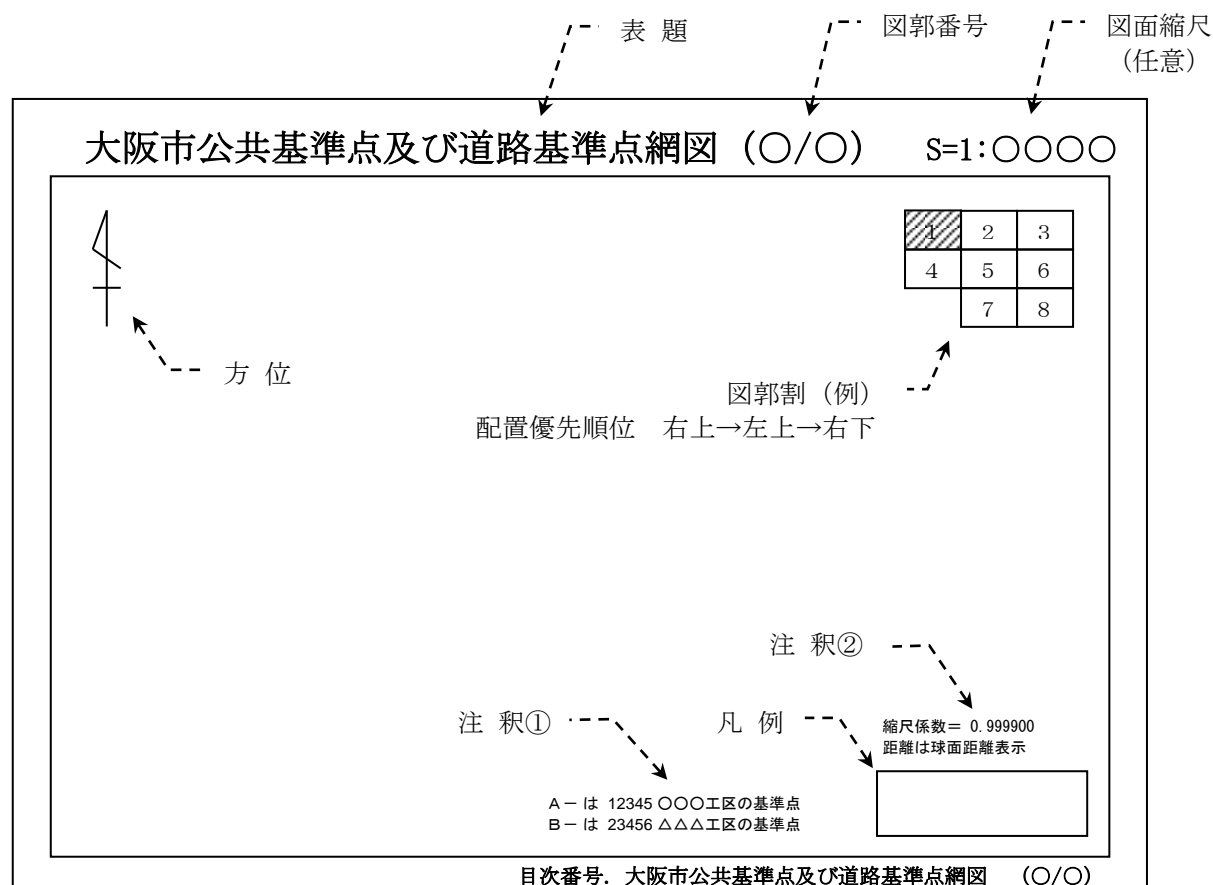 表 題
図郭番号
図面縮尺
（任意）
大阪市公共基準点及び道路基準点網図（○/○）
S=1:○○○○
1 2 3
4 5 6
7 8
方 位
図郭割（例）
配置優先順位　右上→左上→右下
注 釈②
注 釈①
凡 例
縮尺係数＝ 0.999900
距離は球面距離表示
A－は 12345 ○○○工区の基準点
B－は 23456 △△△工区の基準点
目次番号．大阪市公共基準点及び道路基準点網図　（○/○）